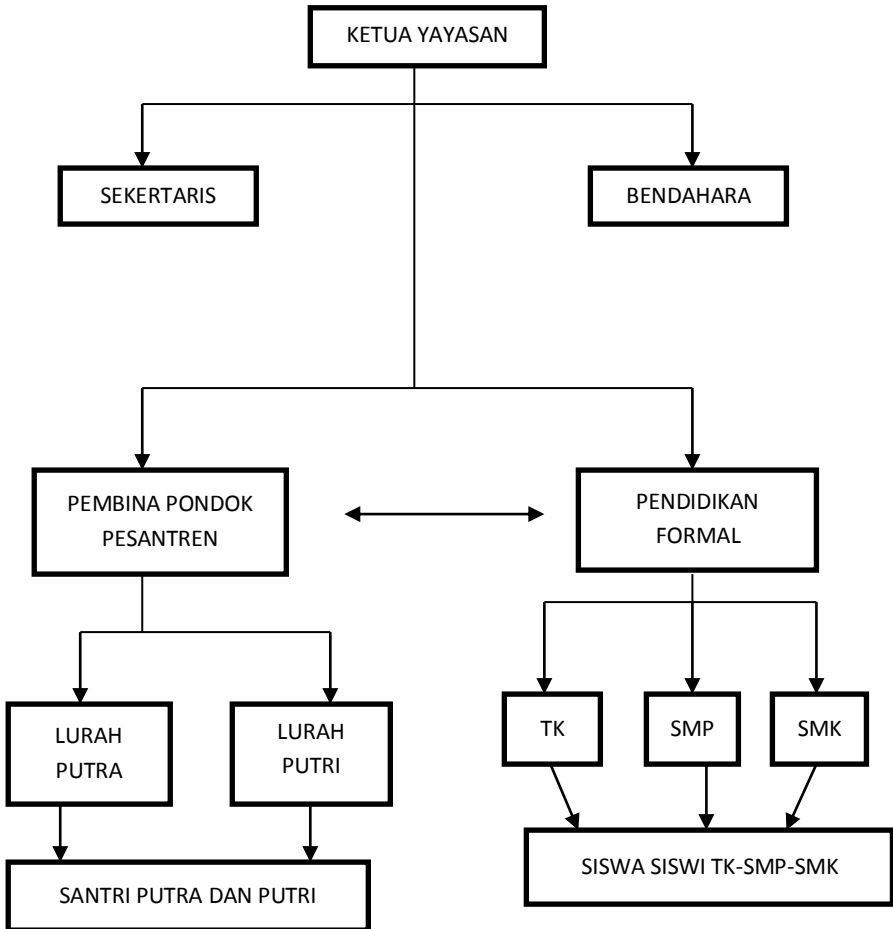 KETUA YAYASAN
SEKERTARIS
BENDAHARA
PEMBINA PONDOK
PESANTREN
PENDIDIKAN
FORMAL
LURAH
PUTRA
LURAH
PUTRI
TK
SMP
SMK
SANTRI PUTRA DAN PUTRI
SISWA SISWI TK-SMP-SMK